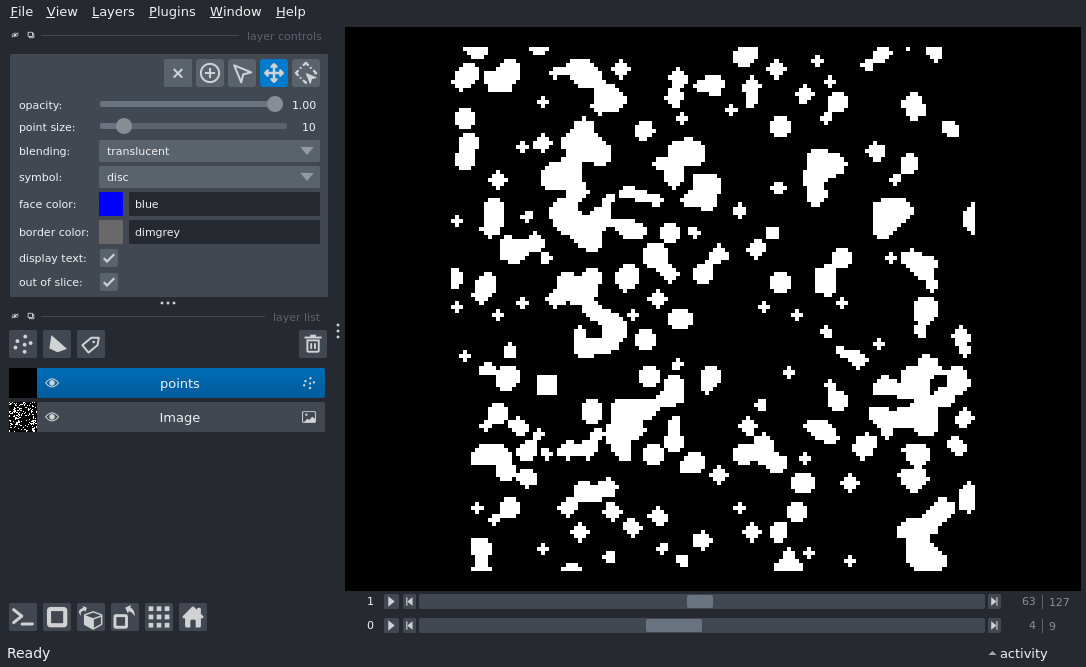 File View Layers Plugins Window Help
layer controls
opacity: 1.00
point size: 10
blending: translucent
symbol: disc
face color: blue
border color: dimgrey
display text:
out of slice:
layer list
points
Image
1 63 127
0 4 9
Ready activity